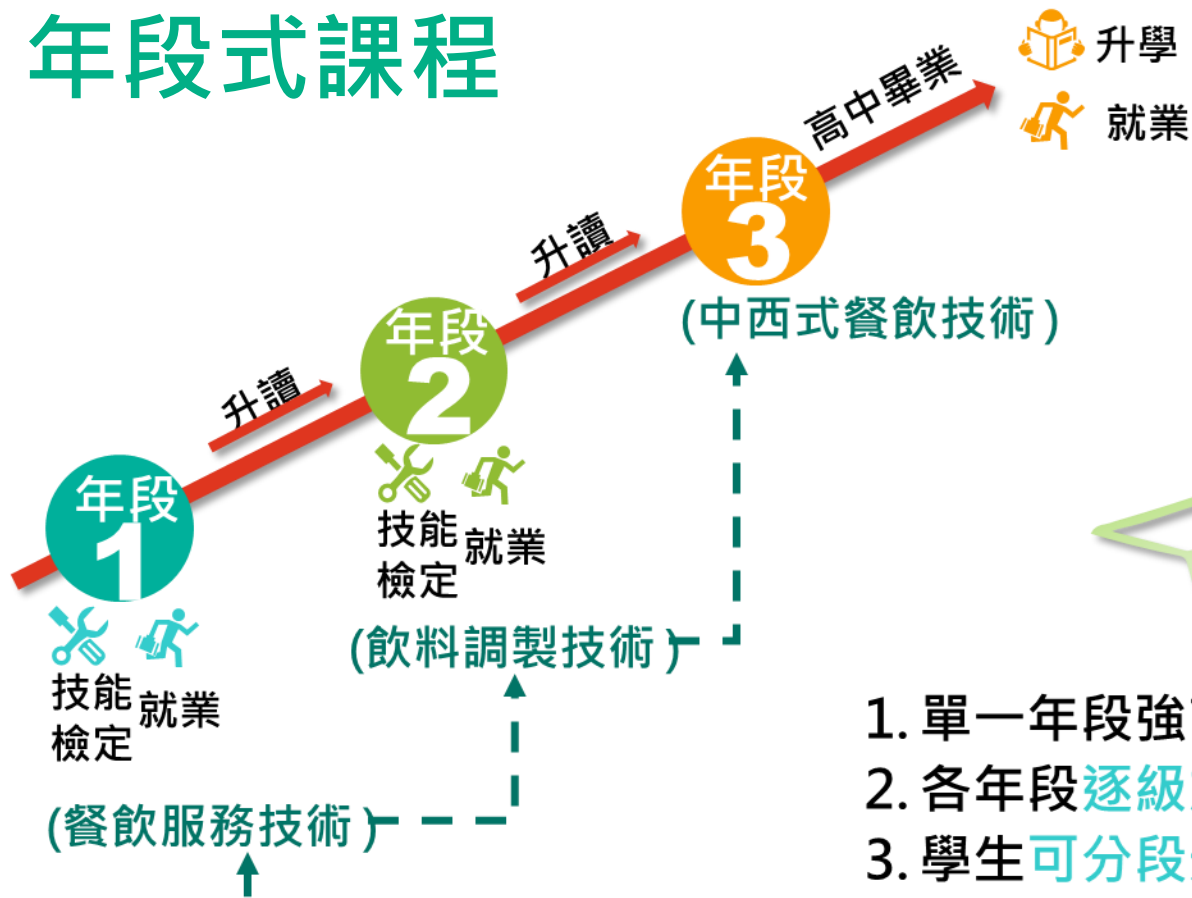 年段式課程
升學
就業
高中畢業
年段
3
升讀
(中西式餐飲技術)
年段
2
升讀
技能
檢定
就業
(飲料調製技術)
年段
1
技能
檢定
就業
(餐飲服務技術)
1. 單一年段強
2. 各年段逐級
3. 學生可分段